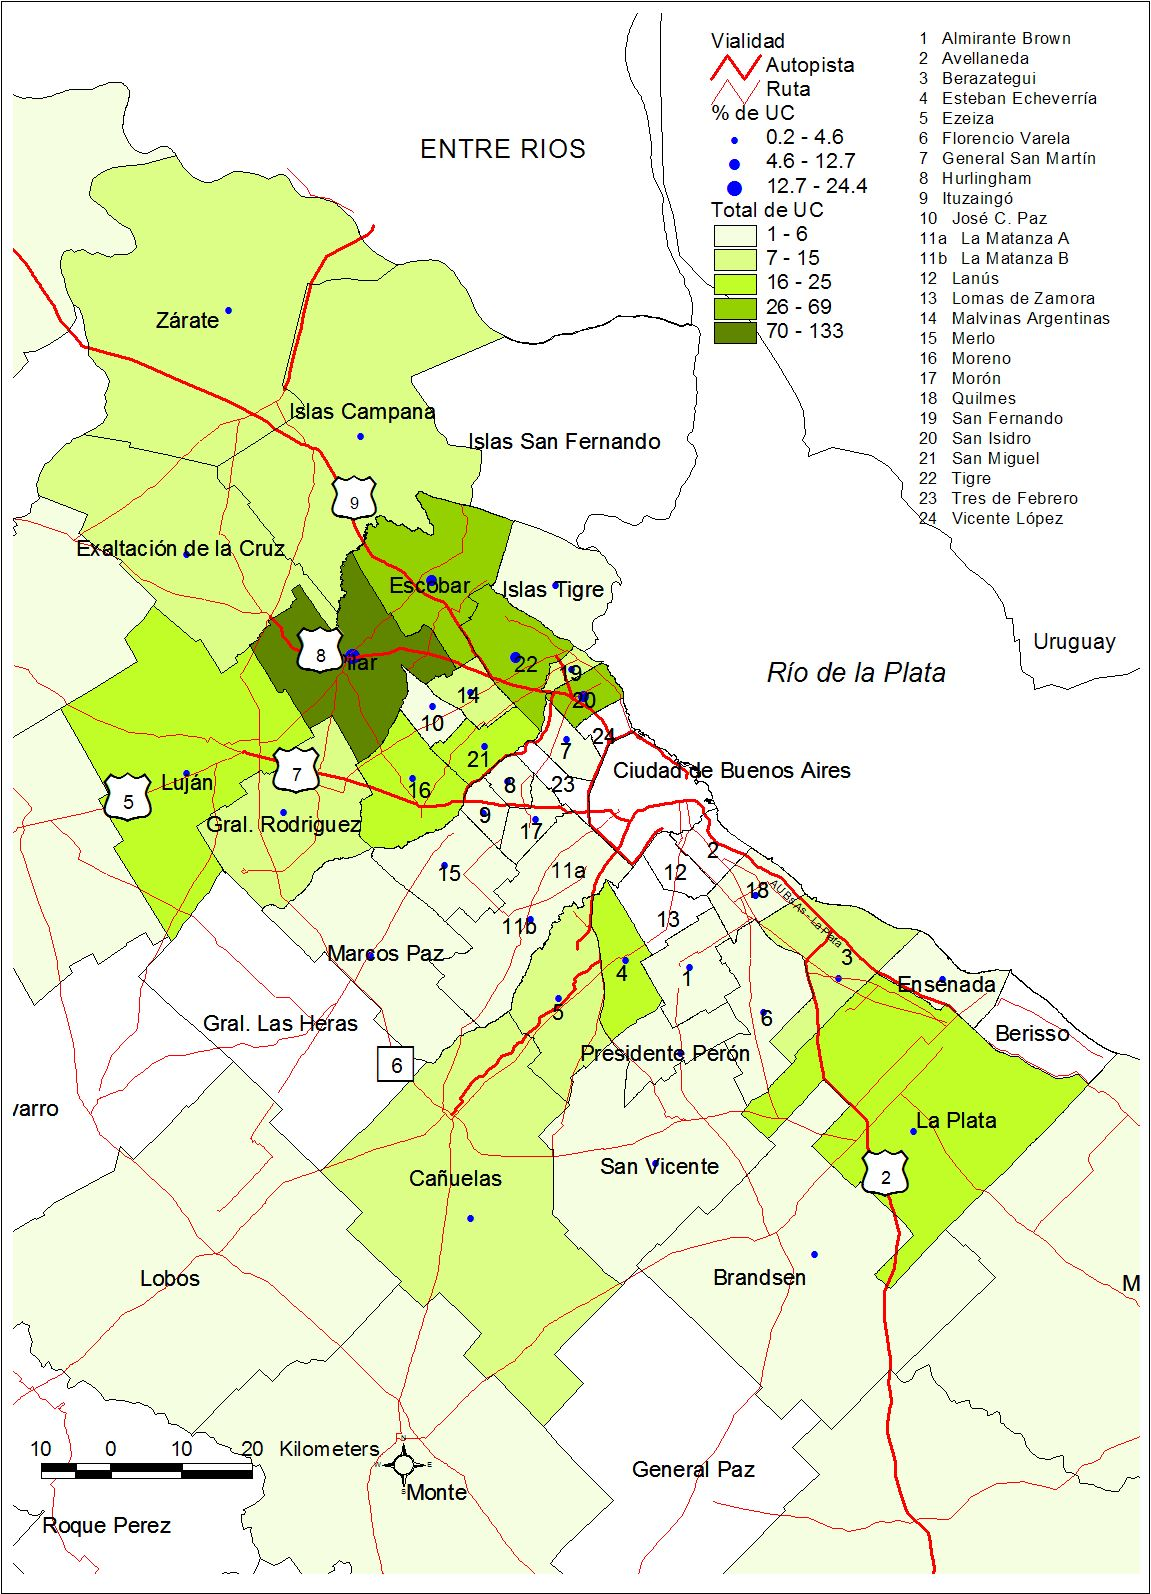 Vialidad
Autopista
Ruta
% de UC
0.2 - 4.6
4.6 - 12.7
12.7 - 24.4
Total de UC
1 - 6
7 - 15
16 - 25
26 - 69
70 - 133
1 Almirante Brown
2 Avellaneda
3 Berazategui
4 Esteban Echeverría
5 Ezeiza
6 Florencio Varela
7 General San Martín
8 Hurlingham
9 Ituzaingó
10 José C. Paz
11a La Matanza A
11b La Matanza B
12 Lanús
13 Lomas de Zamora
14 Malvinas Argentinas
15 Merlo
16 Moreno
17 Morón
18 Quilmes
19 San Fernando
20 San Isidro
21 San Miguel
22 Tigre
23 Tres de Febrero
24 Vicente López
ENTRE RIOS
Zárate
Islas Campana
Islas San Fernando
9
Exaltación de la Cruz
Escobar
Islas Tigre
Uruguay
8
ilar
22
19
Río de la Plata
14
20
10
24
21
7
Ciudad de Buenos Aires
7
Luján
5
16
8
23
Gral. Rodriguez
9
17
2
15
11a
12
18
AU Bs As - La Plata
11b
13
Marcos Paz
3
4
1
Ensenada
5
6
Gral. Las Heras
Berisso
Presidente Perón
6
varro
La Plata
San Vicente
Cañuelas
2
Lobos
Brandsen
M
10 0 10 20 Kilometers
N
W E
S
General Paz
Monte
Roque Perez